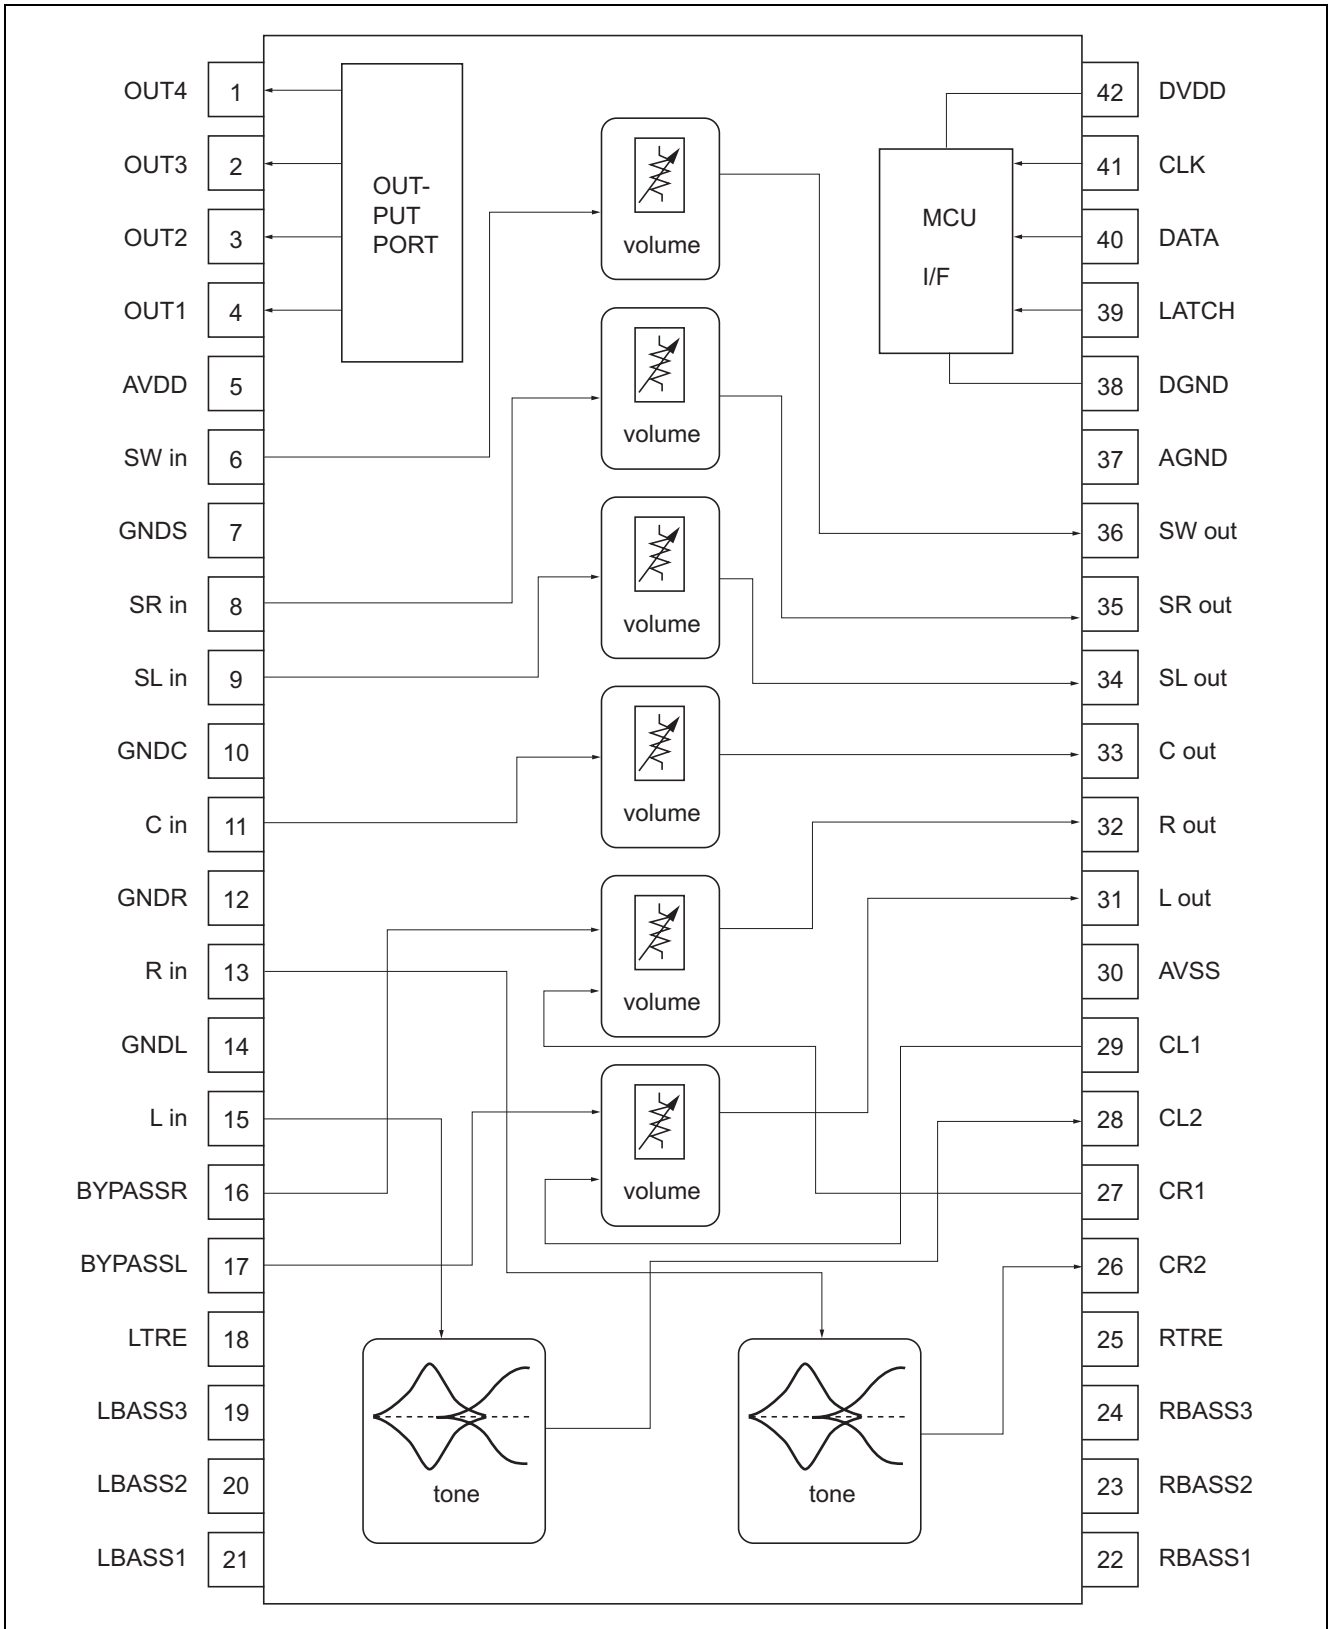 OUT4 1
OUT3 2
OUT2 3
OUT1 4
AVDD 5
SW in 6
GNDS 7
SR in 8
SL in 9
GNDC 10
C in 11
GNDR 12
R in 13
GNDL 14
L in 15
BYPASSR 16
BYPASSL 17
LTRE 18
LBASS3 19
LBASS2 20
LBASS1 21
OUT-
PUT
PORT
volume
volume
volume
volume
volume
volume
tone
tone
MCU
I/F
42 DVDD
41 CLK
40 DATA
39 LATCH
38 DGND
37 AGND
36 SW out
35 SR out
34 SL out
33 C out
32 R out
31 L out
30 AVSS
29 CL1
28 CL2
27 CR1
26 CR2
25 RTRE
24 RBASS3
23 RBASS2
22 RBASS1